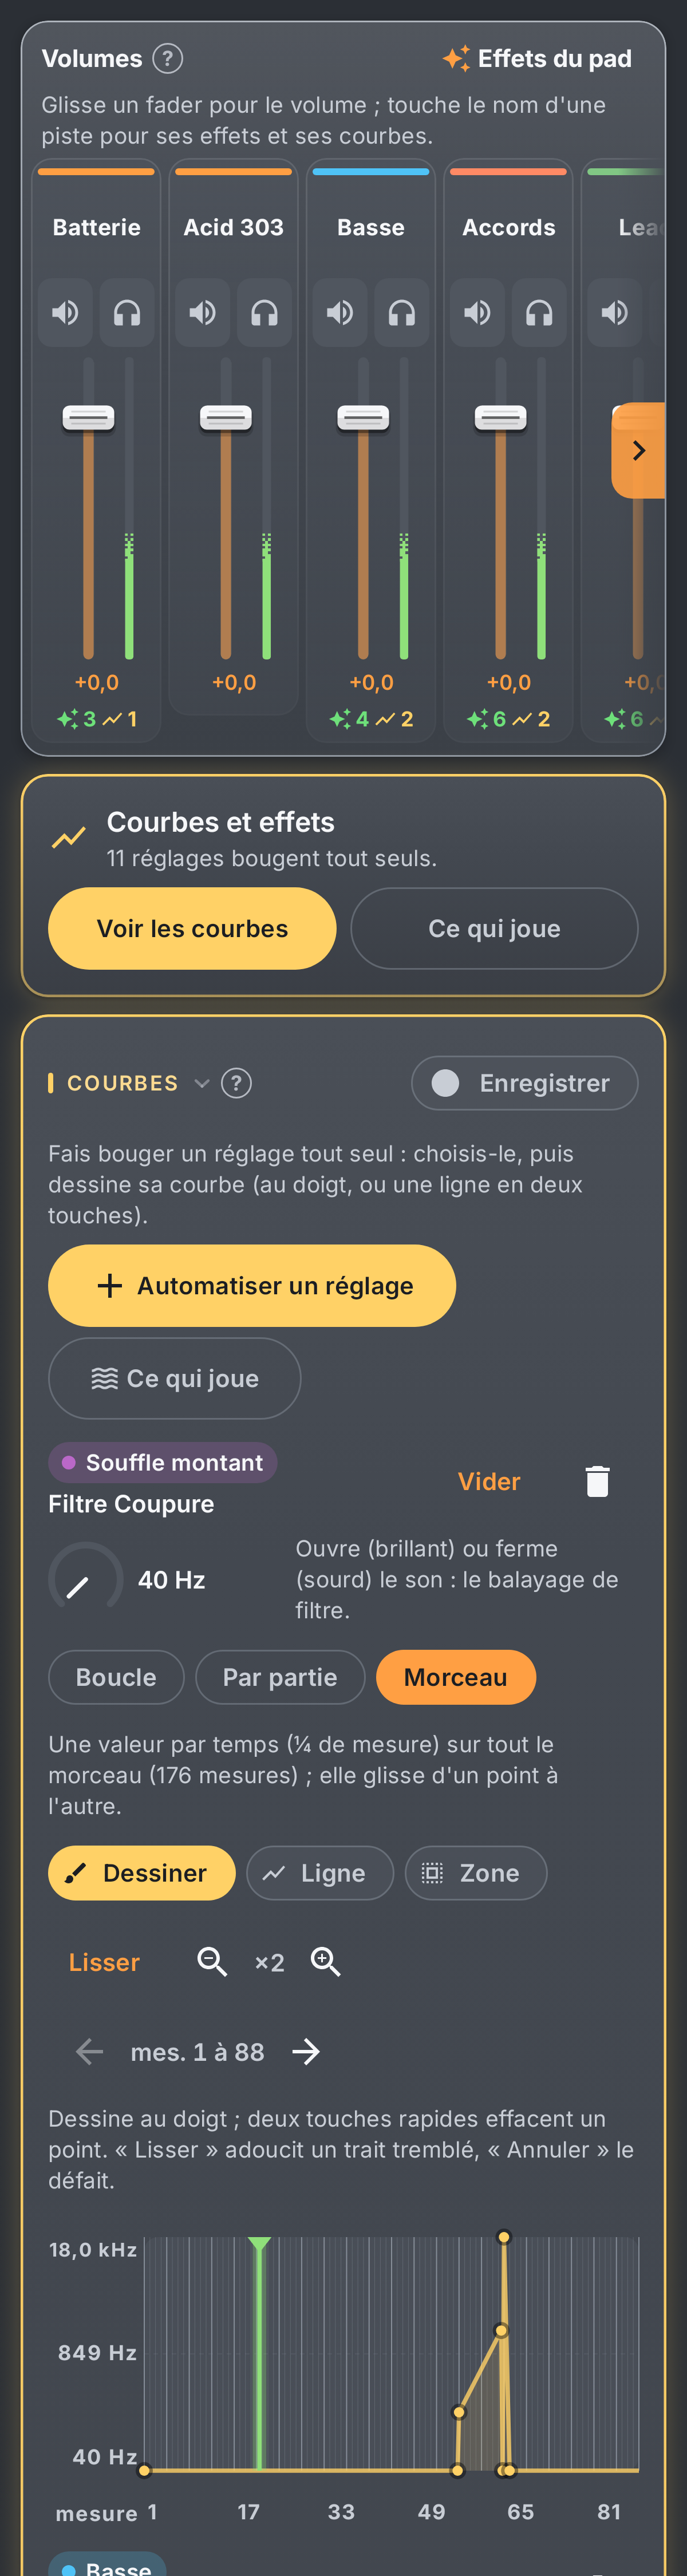 Volumes ?
Effets du pad
Glisse un fader pour le volume ; touche le nom d'une
piste pour ses effets et ses courbes.
Batterie
Acid 303
Basse
Accords
+0,0
+0,0
+0,0
+0,0
3 1
4 2
6 2
6
Courbes et effets
11 réglages bougent tout seuls.
Voir les courbes
Ce qui joue
COURBES ?
Enregistrer
Fais bouger un réglage tout seul : choisis-le, puis
dessine sa courbe (au doigt, ou une ligne en deux
touches).
Automatiser un réglage
Ce qui joue
Souffle montant
Filtre Coupure
Vider
40 Hz
Ouvre (brillant) ou ferme
(sourd) le son : le balayage de
filtre.
Boucle
Par partie
Morceau
Une valeur par temps (¼ de mesure) sur tout le
morceau (176 mesures) ; elle glisse d'un point à
l'autre.
Dessiner
Ligne
Zone
Lisser
×2
mes. 1 à 88
Dessine au doigt ; deux touches rapides effacent un
point. « Lisser » adoucit un trait tremblé, « Annuler » le
défait.
18,0 kHz
849 Hz
40 Hz
mesure 1 17 33 49 65 81
Basse